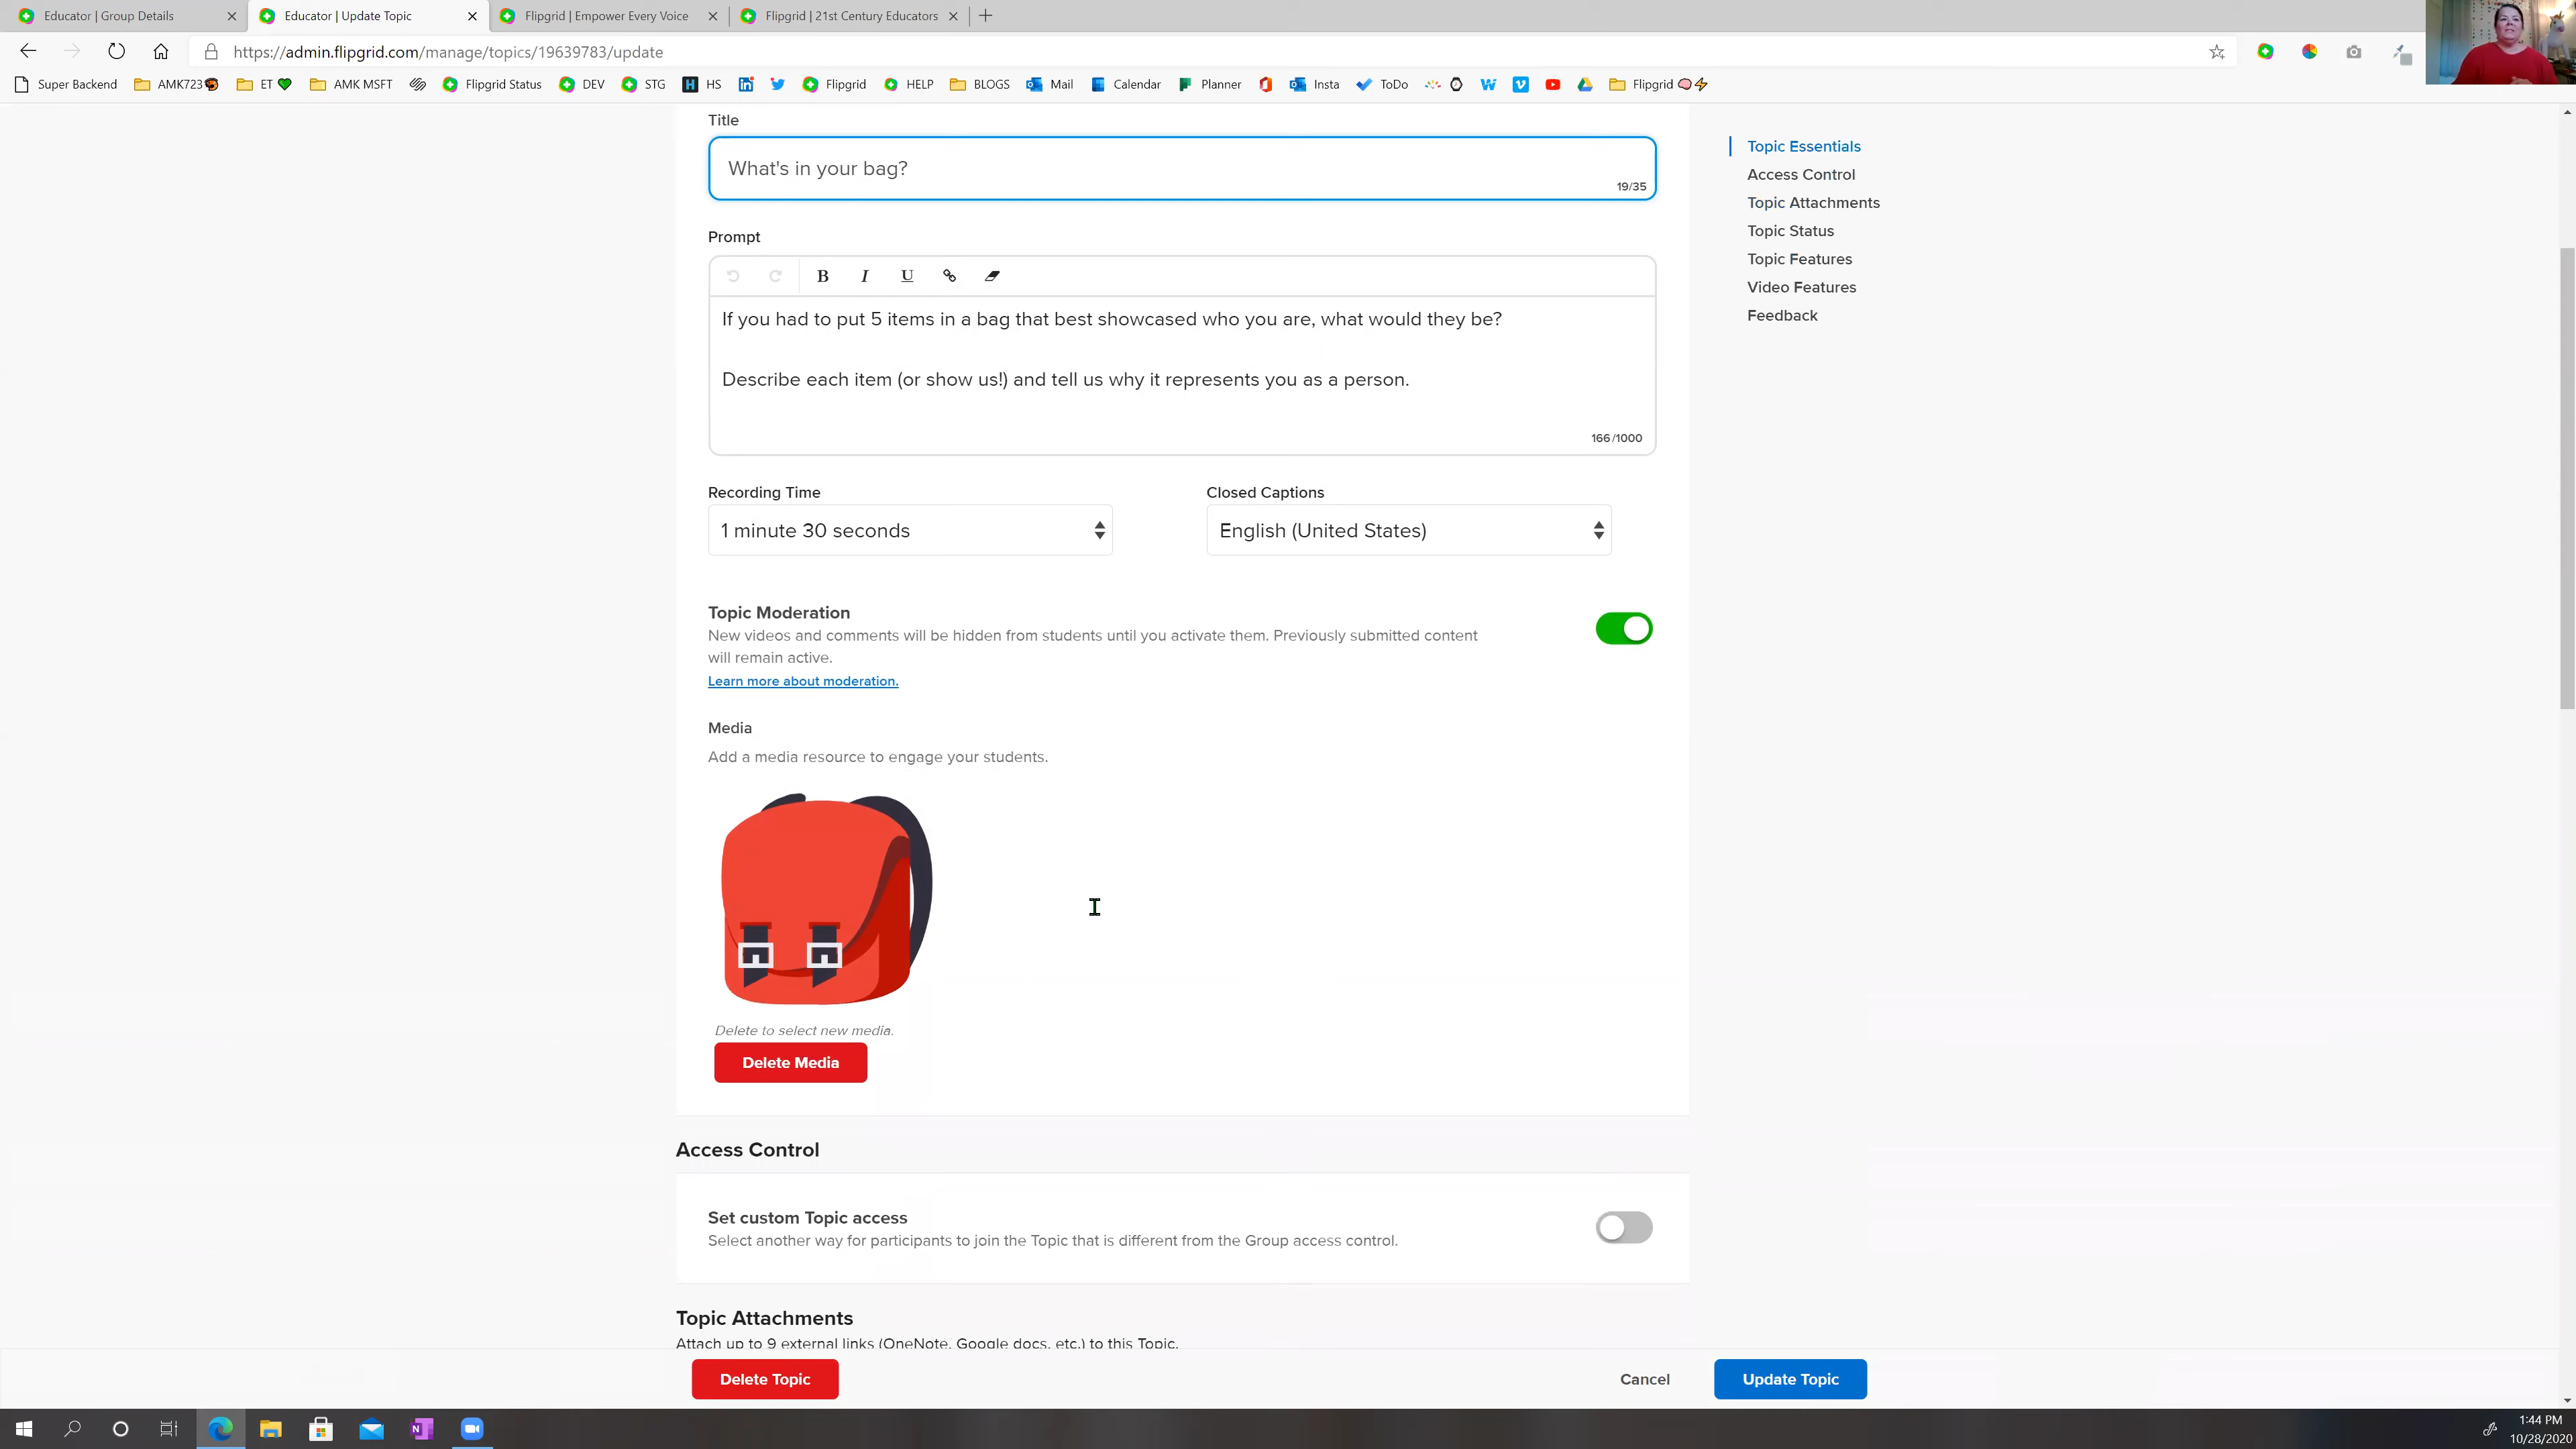 Educator | Group Details
Educator | Update Topic
Flipgrid | Empower Every Voice
Flipgrid | 21st Century Educators
https://admin.flipgrid.com/manage/topics/19639783/update
Super Backend
AMK723
ET
AMK MSFT
Flipgrid Status
DEV
STG
H HS
Flipgrid
HELP
BLOGS
Mail
Calendar
Planner
Insta
ToDo
Flipgrid
Title
What's in your bag?
19/35
Prompt
B I U
If you had to put 5 items in a bag that best showcased who you are, what would they be?
Describe each item (or show us!) and tell us why it represents you as a person.
166/1000
Recording Time
Closed Captions
1 minute 30 seconds
English (United States)
Topic Moderation
New videos and comments will be hidden from students until you activate them. Previously submitted content
will remain active.
Learn more about moderation.
Media
Add a media resource to engage your students.
Delete to select new media.
Delete Media
Access Control
Set custom Topic access
Select another way for participants to join the Topic that is different from the Group access control.
Topic Attachments
Attach up to 9 external links (OneNote, Google docs, etc.) to this Topic.
Topic Essentials
Access Control
Topic Attachments
Topic Status
Topic Features
Video Features
Feedback
Delete Topic
Cancel
Update Topic
1:44 PM
10/28/2020